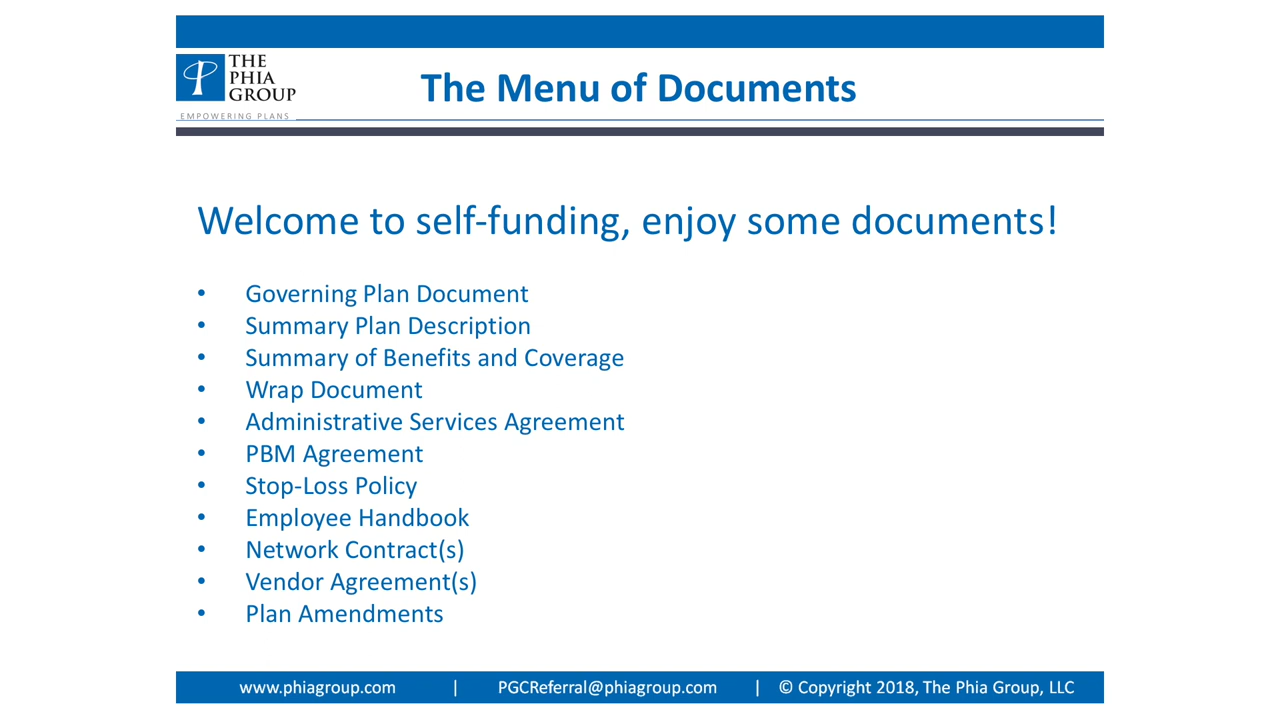 THE
PHIA
GROUP
EMPOWERING PLANS
The Menu of Documents
Welcome to self-funding, enjoy some documents!
• Governing Plan Document
• Summary Plan Description
• Summary of Benefits and Coverage
• Wrap Document
• Administrative Services Agreement
• PBM Agreement
• Stop-Loss Policy
• Employee Handbook
• Network Contract(s)
• Vendor Agreement(s)
• Plan Amendments
www.phiagroup.com | PGCReferral@phiagroup.com | © Copyright 2018, The Phia Group, LLC